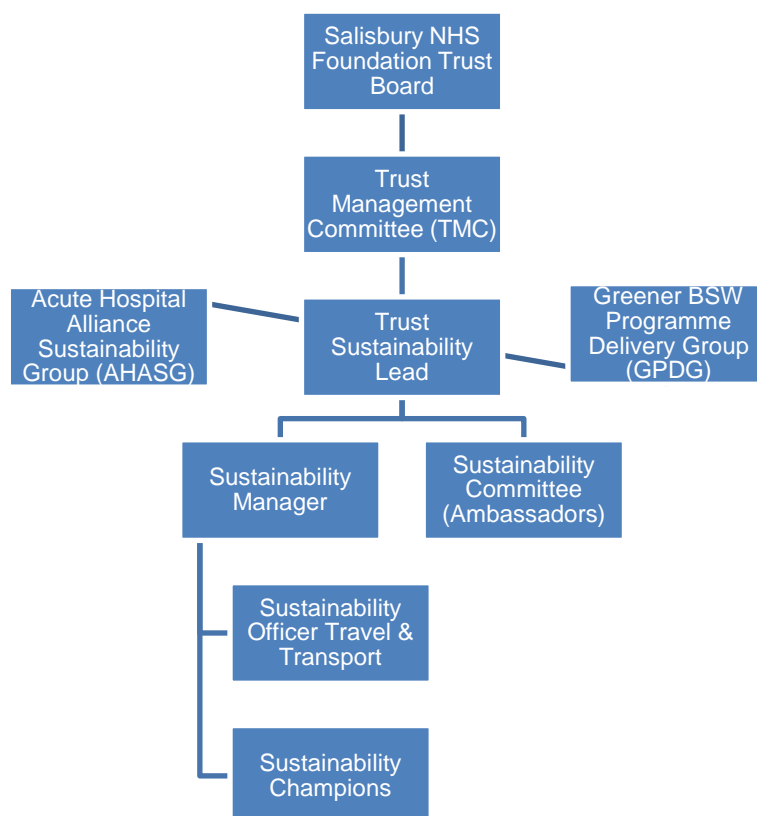 Salisbury NHS
Foundation Trust
Board
Trust
Management
Committee (TMC)
Acute Hospital
Alliance
Sustainability
Group (AHASG)
Trust
Sustainability
Lead
Greener BSW
Programme
Delivery Group
(GPDG)
Sustainability
Manager
Sustainability
Committee
(Ambassadors)
Sustainability
Officer Travel &
Transport
Sustainability
Champions